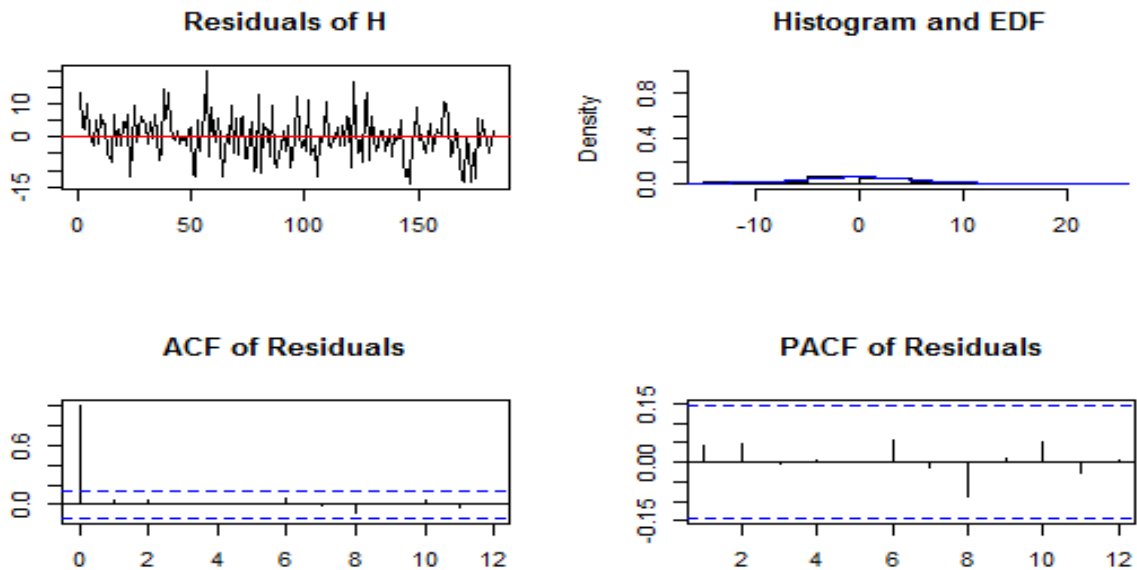 Residuals of H
10
0
-15
0 50 100 150
Histogram and EDF
Density
0.8
0.4
0.0
-10 0 10 20
ACF of Residuals
0.6
0.0
0 2 4 6 8 10 12
PACF of Residuals
0.15
0.00
-0.15
2 4 6 8 10 12